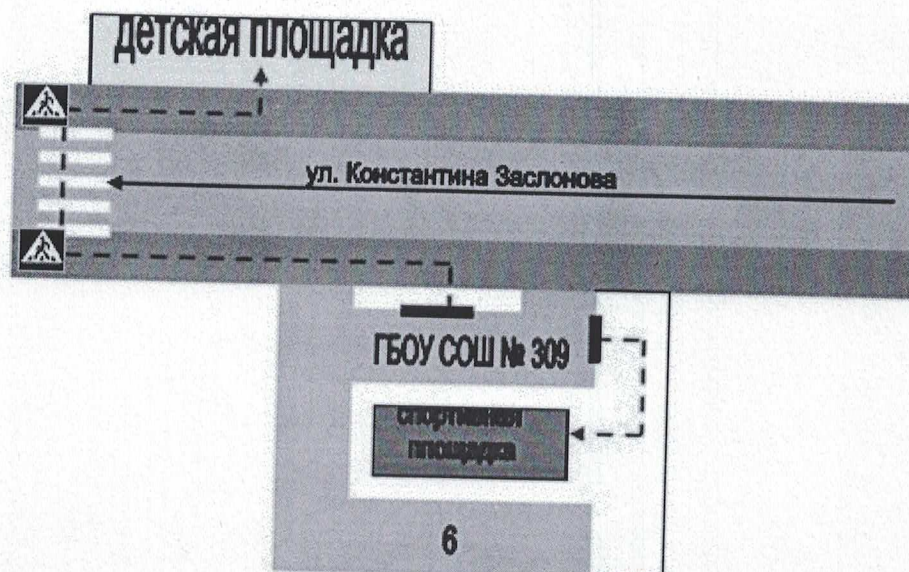 детская площадка
ул. Константина Заслонова
ГБОУ СОШ № 309
спортивная
площадка
6